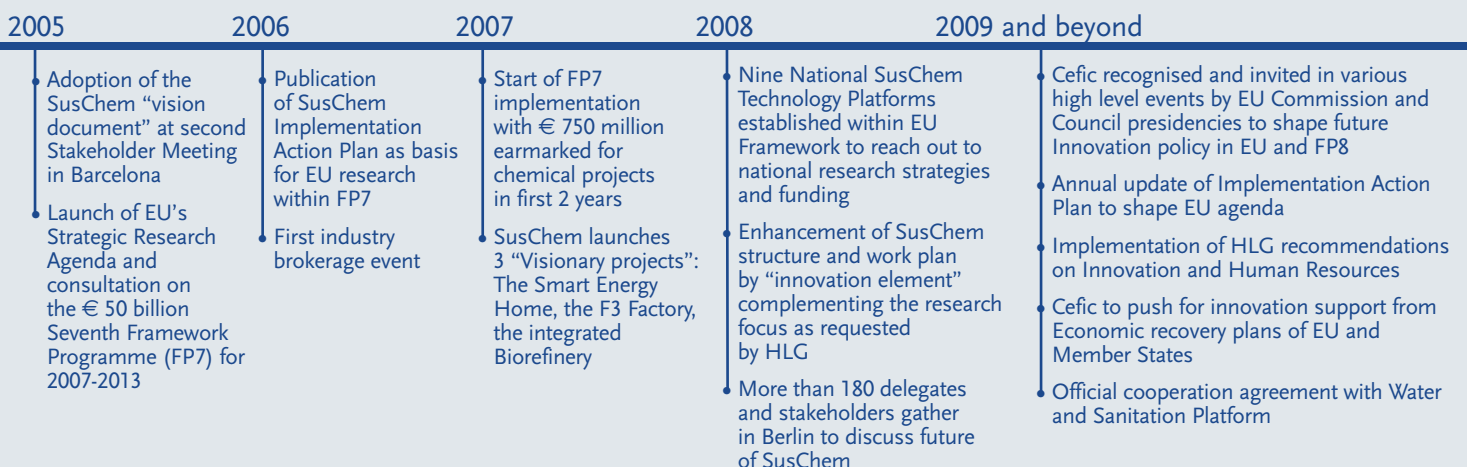 2005
Adoption of the
SusChem “vision
document” at second
Stakeholder Meeting
in Barcelona
Launch of EU’s
Strategic Research
Agenda and
consultation on
the € 50 billion
Seventh Framework
Programme (FP7) for
2007-2013
2006
Publication
of SusChem
Implementation
Action Plan as basis
for EU research
within FP7
First industry
brokerage event
2007
Start of FP7
implementation
with € 750 million
earmarked for
chemical projects
in first 2 years
SusChem launches
3 “Visionary projects”:
The Smart Energy
Home, the F3 Factory,
the integrated
Biorefinery
2008
Nine National SusChem
Technology Platforms
established within EU
Framework to reach out to
national research strategies
and funding
Enhancement of SusChem
structure and work plan
by “innovation element”
complementing the research
focus as requested
by HLG
More than 180 delegates
and stakeholders gather
in Berlin to discuss future
of SusChem
2009 and beyond
Cefic recognised and invited in various
high level events by EU Commission and
Council presidencies to shape future
Innovation policy in EU and FP8
Annual update of Implementation Action
Plan to shape EU agenda
Implementation of HLG recommendations
on Innovation and Human Resources
Cefic to push for innovation support from
Economic recovery plans of EU and
Member States
Official cooperation agreement with Water
and Sanitation Platform